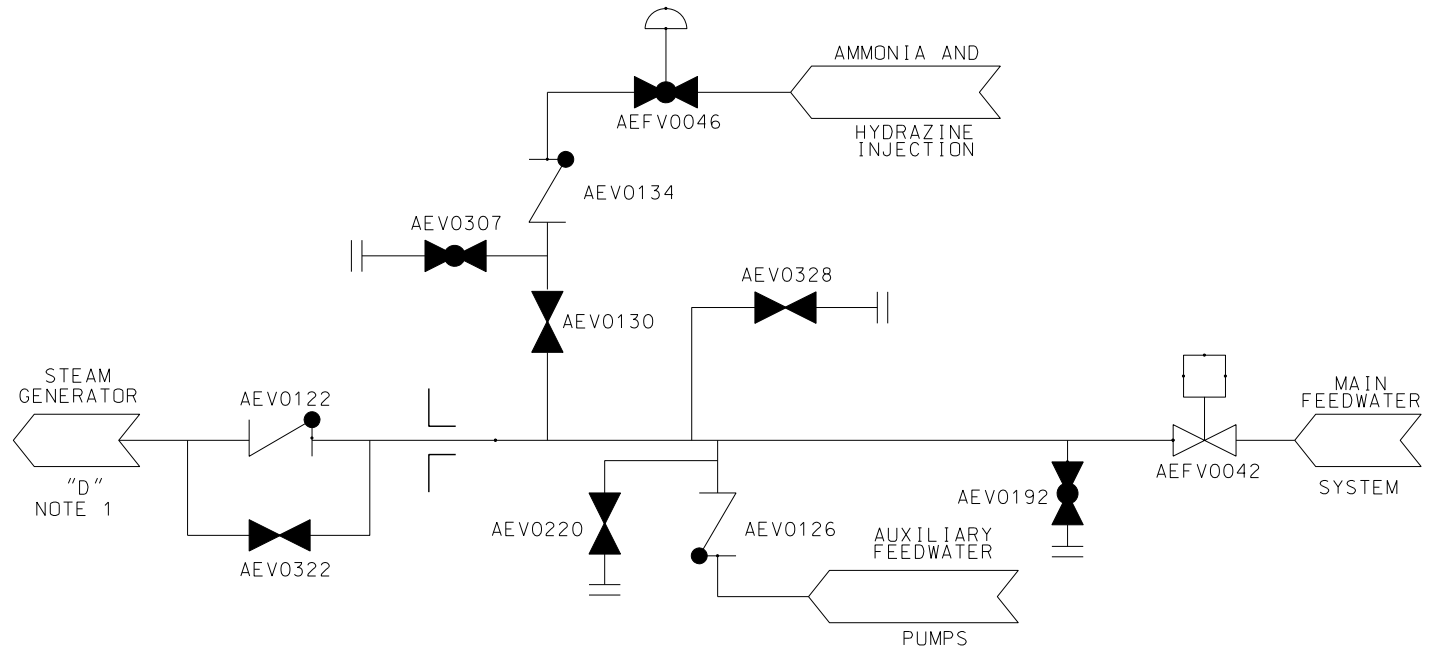 AMMONIA AND
HYDRAZINE
INJECTION
AEFV0046
AEV0134
AEV0307
AEV0328
AEV0130
STEAM
GENERATOR
"D"
NOTE 1
AEV0122
AEV0322
MAIN
FEEDWATER
SYSTEM
AEFV0042
AEV0192
AEV0220
AEV0126
AUXILIARY
FEEDWATER
PUMPS